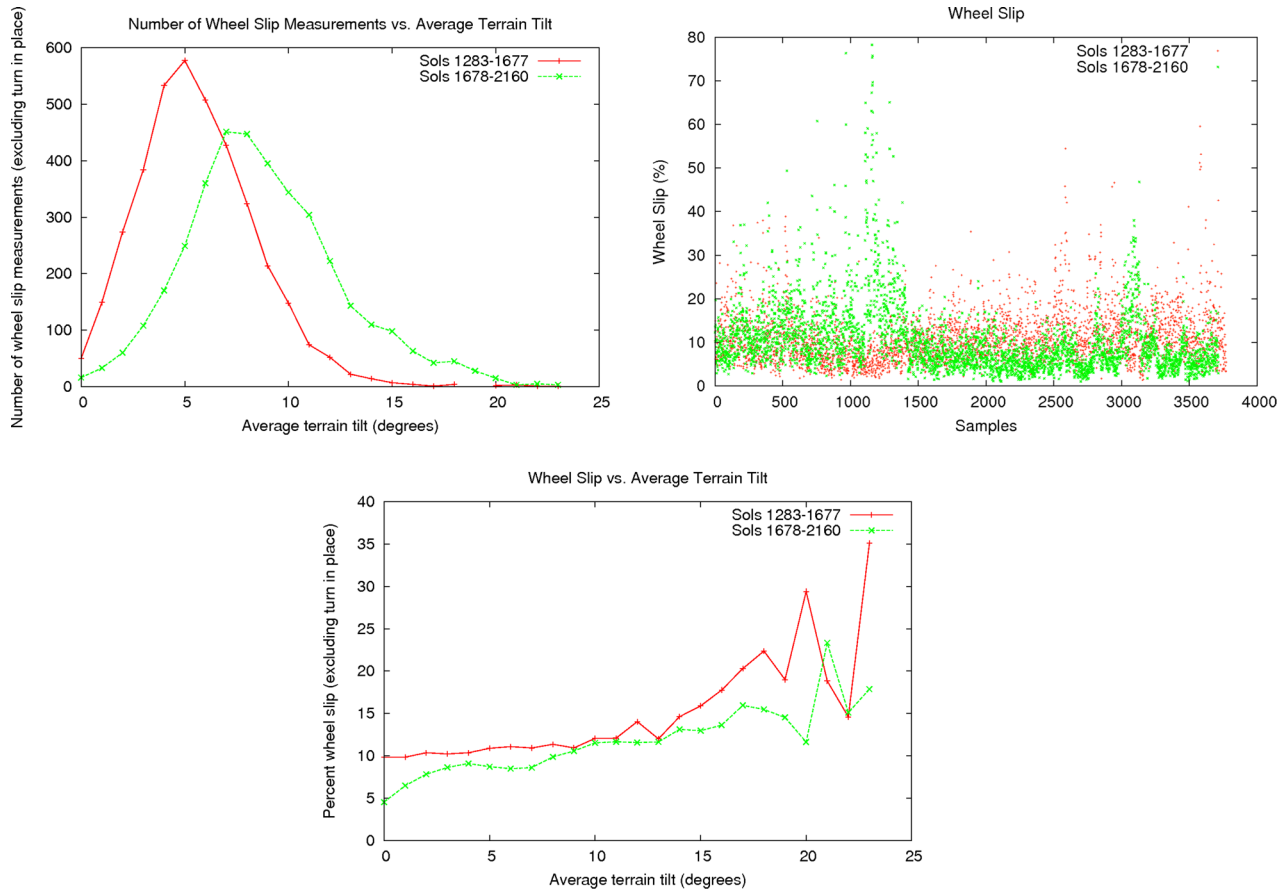 Number of Wheel Slip Measurements vs. Average Terrain Tilt
Number of wheel slip measurements (excluding turn in place)
600
500
400
300
200
100
0
Sols 1283-1677
Sols 1678-2160
0 5 10 15 20 25
Average terrain tilt (degrees)
Wheel Slip
Wheel Slip (%)
80
70
60
50
40
30
20
10
0
Sols 1283-1677
Sols 1678-2160
0 500 1000 1500 2000 2500 3000 3500 4000
Samples
Wheel Slip vs. Average Terrain Tilt
Percent wheel slip (excluding turn in place)
40
35
30
25
20
15
10
5
0
Sols 1283-1677
Sols 1678-2160
0 5 10 15 20 25
Average terrain tilt (degrees)